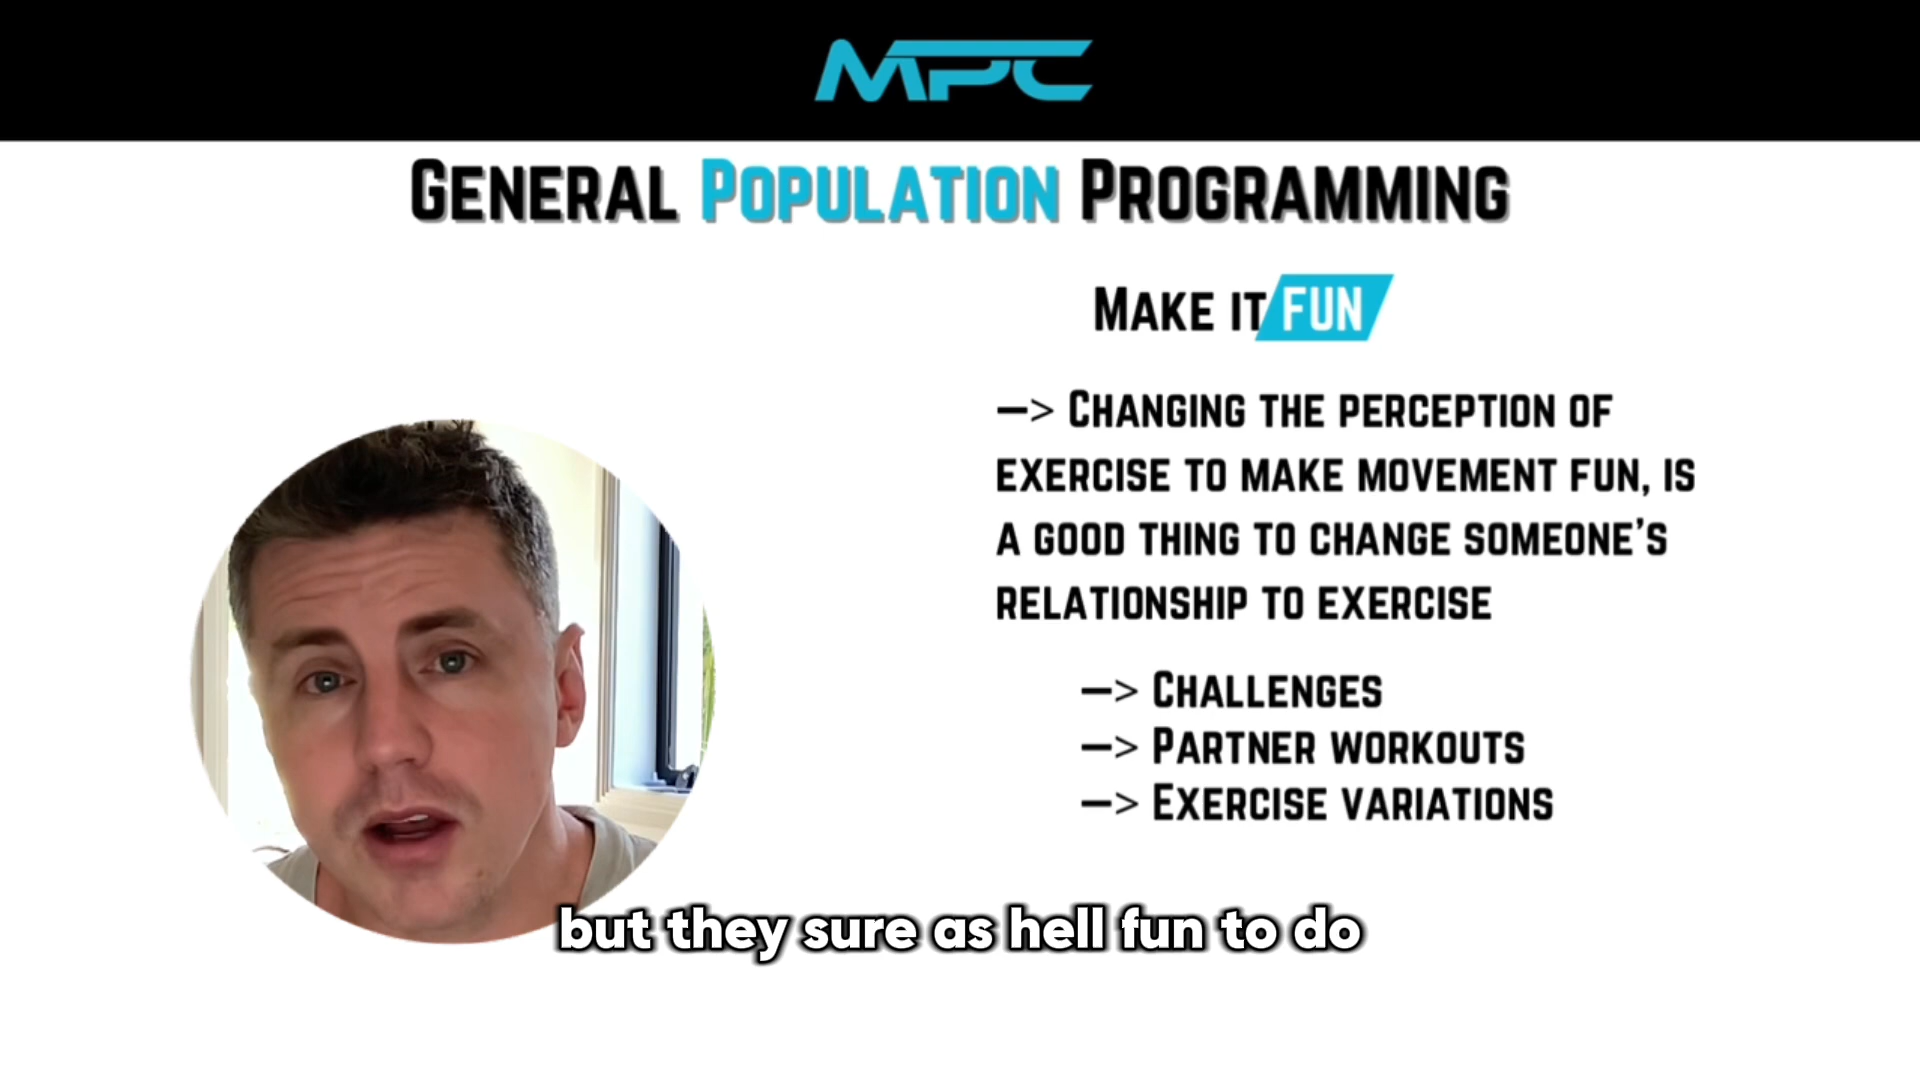 MPC
General Population Programming
Make it FUN
—> Changing the perception of
exercise to make movement fun, is
a good thing to change someone's
relationship to exercise
—> Challenges
—> Partner workouts
—> Exercise variations
but they sure as hell fun to do